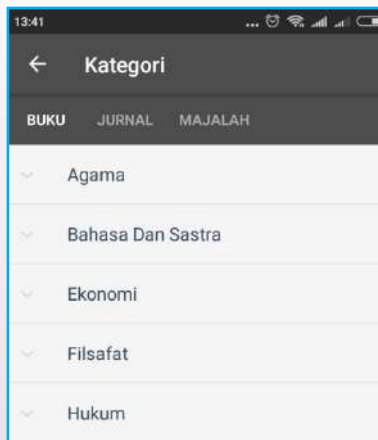 13:41 ...
Kategori
BUKU JURNAL MAJALAH
Agama
Bahasa Dan Sastra
Ekonomi
Filsafat
Hukum